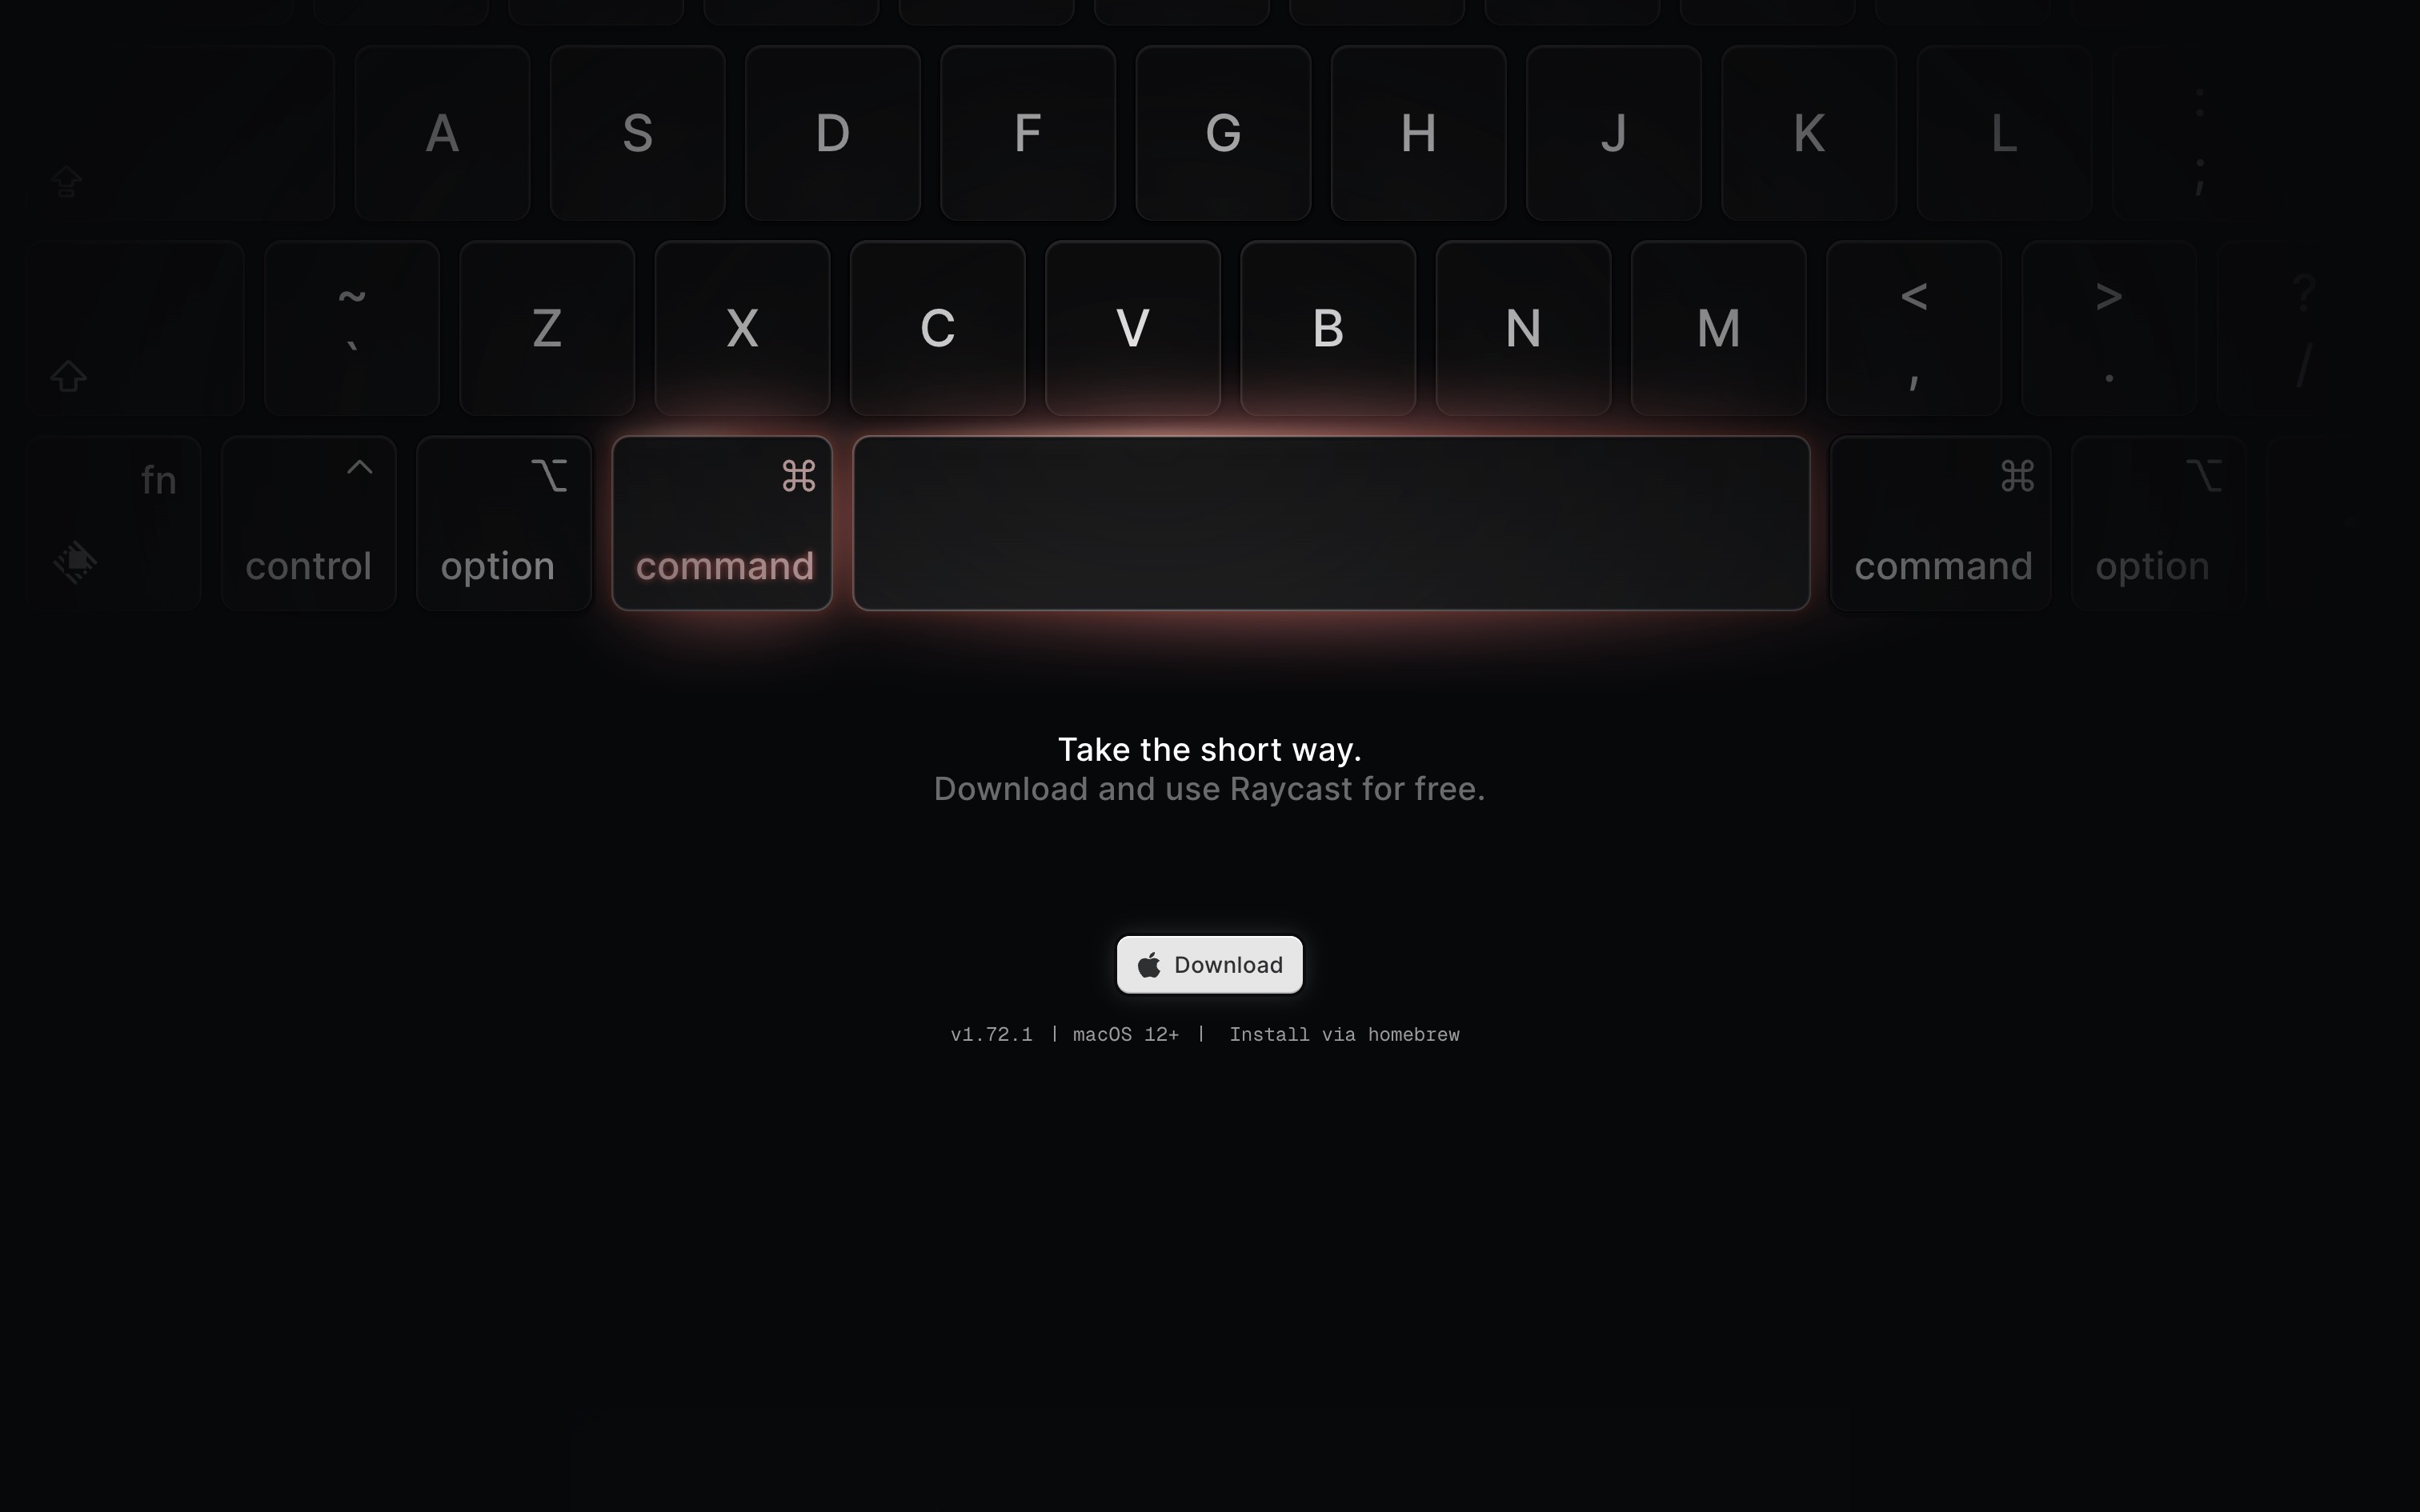 A S D F G H J K L :
;
~ Z X C V B N M < > ?
` , . /
fn ^ ⌥ ⌘ ⌘ ⌥
control option command command option
Take the short way.
Download and use Raycast for free.
Download
v1.72.1 | macOS 12+ | Install via homebrew